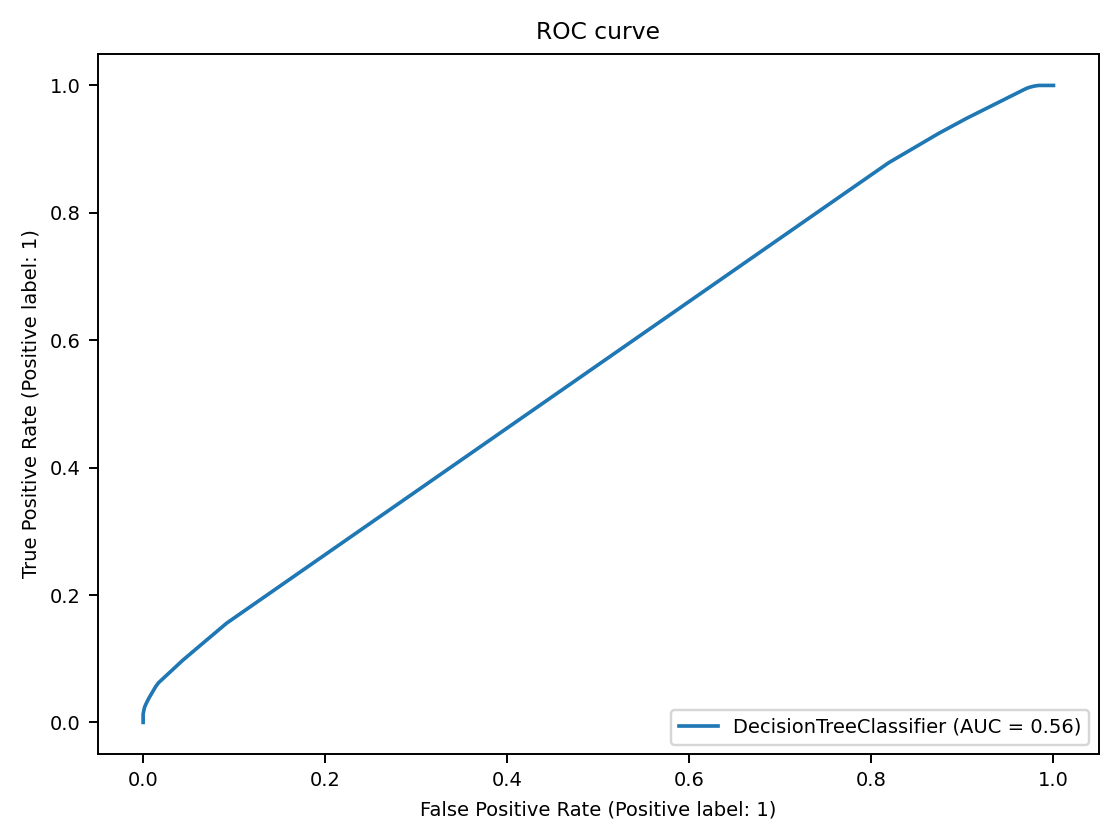 ROC curve
True Positive Rate (Positive label: 1)
1.0
0.8
0.6
0.4
0.2
0.0
DecisionTreeClassifier (AUC = 0.56)
0.0 0.2 0.4 0.6 0.8 1.0
False Positive Rate (Positive label: 1)